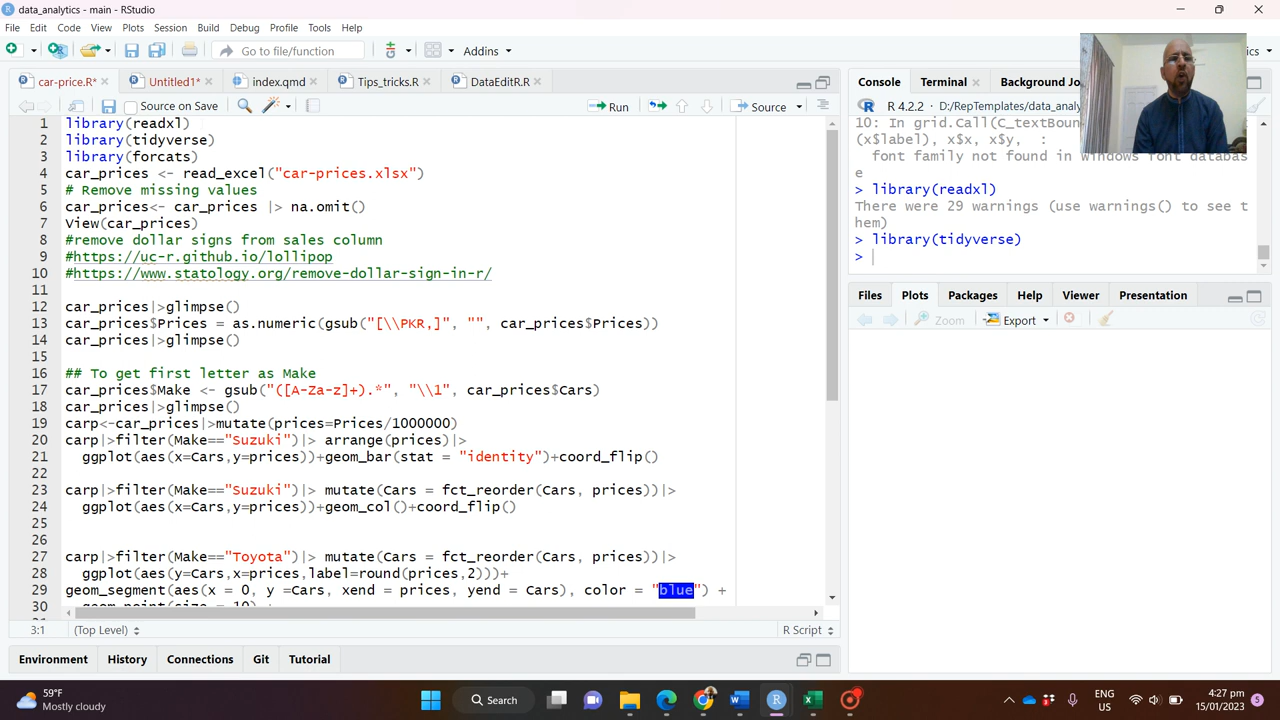 data_analytics - main - RStudio
File Edit Code View Plots Session Build Debug Profile Tools Help
Go to file/function Addins
car-price.R* Untitled1* index.qmd Tips_tricks.R DataEditR.R
Source on Save Run Source
1 library(readxl)
2 library(tidyverse)
3 library(forcats)
4 car_prices <- read_excel("car-prices.xlsx")
5 # Remove missing values
6 car_prices<- car_prices |> na.omit()
7 View(car_prices)
8 #remove dollar signs from sales column
9 #https://uc-r.github.io/lollipop
10 #https://www.statology.org/remove-dollar-sign-in-r/
11
12 car_prices|>glimpse()
13 car_prices$Prices = as.numeric(gsub("[\\PKR,]", "", car_prices$Prices))
14 car_prices|>glimpse()
15
16 ## To get first letter as Make
17 car_prices$Make <- gsub("([A-Za-z]+).*", "\\1", car_prices$Cars)
18 car_prices|>glimpse()
19 carp<-car_prices|>mutate(prices=Prices/1000000)
20 carp|>filter(Make=="Suzuki")|> arrange(prices)|>
21 ggplot(aes(x=Cars,y=prices))+geom_bar(stat = "identity")+coord_flip()
22
23 carp|>filter(Make=="Suzuki")|> mutate(Cars = fct_reorder(Cars, prices))|>
24 ggplot(aes(x=Cars,y=prices))+geom_col()+coord_flip()
25
26
27 carp|>filter(Make=="Toyota")|> mutate(Cars = fct_reorder(Cars, prices))|>
28 ggplot(aes(y=Cars,x=prices,label=round(prices,2)))+
29 geom_segment(aes(x = 0, y =Cars, xend = prices, yend = Cars), color = "blue") +
30 geom_point(size = 10) +
3:1 (Top Level) R Script
Environment History Connections Git Tutorial
Console Terminal Background Jo
R 4.2.2 · D:/RepTemplates/data_analy
10: In grid.Call(C_textBoun
(x$label), x$x, x$y, :
font family not found in Windows font databas
e
> library(readxl)
There were 29 warnings (use warnings() to see t
hem)
> library(tidyverse)
>
Files Plots Packages Help Viewer Presentation
Zoom Export
59°F
Mostly cloudy
Search
ENG
US
4:27 pm
15/01/2023
5